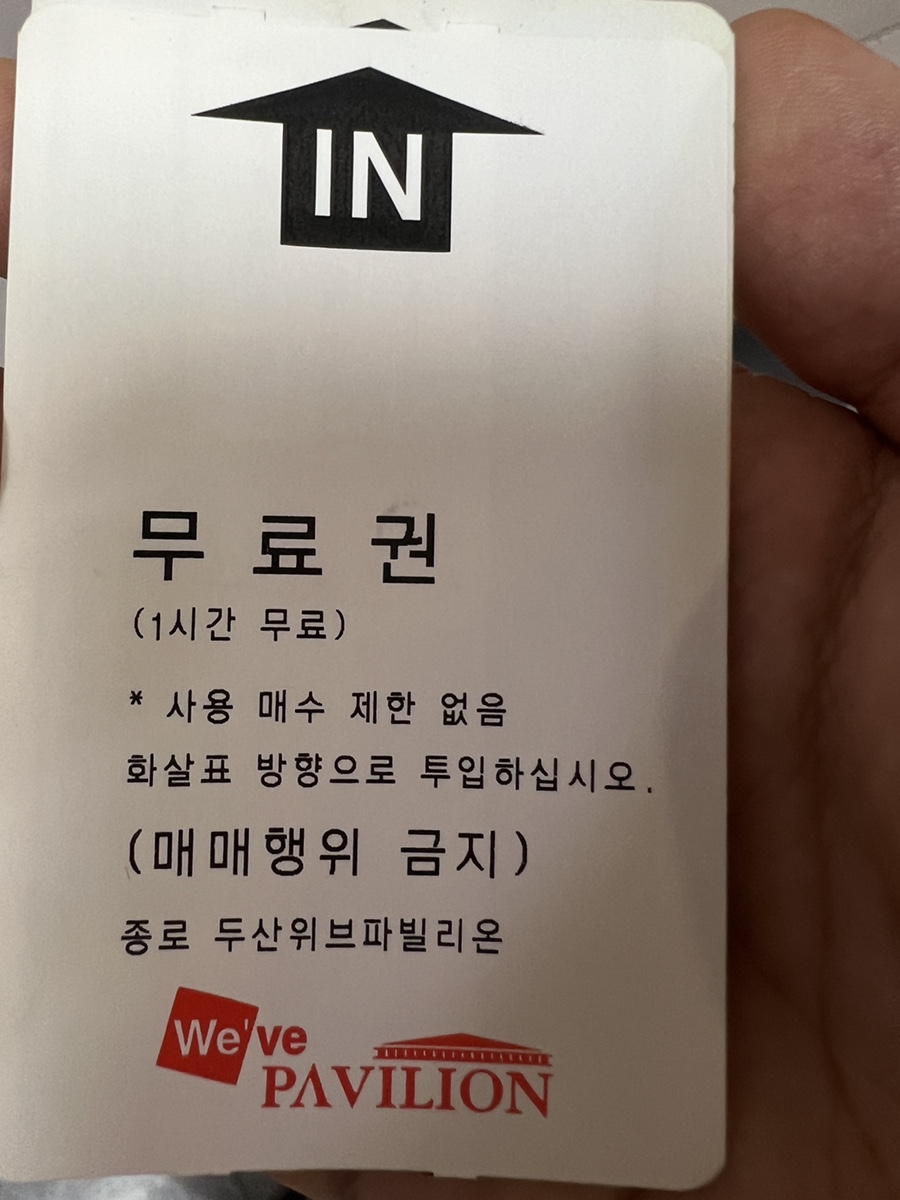 IN
무료권
(1시간 무료)
* 사용 매수 제한 없음
화살표 방향으로 투입하십시오.
(매매행위 금지)
종로 두산위브파빌리온
We've
PAVILION